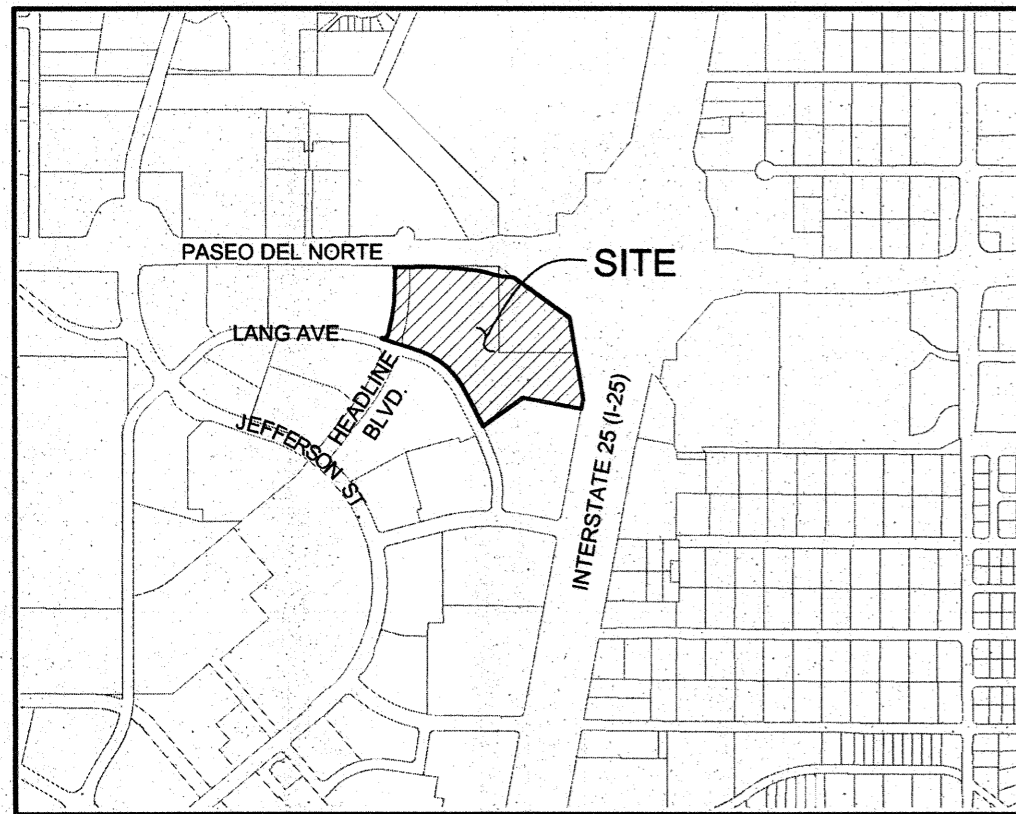 PASEO DEL NORTE
SITE
LANG AVE
HEADLINE
BLVD.
JEFFERSON ST.
INTERSTATE 25 (I-25)